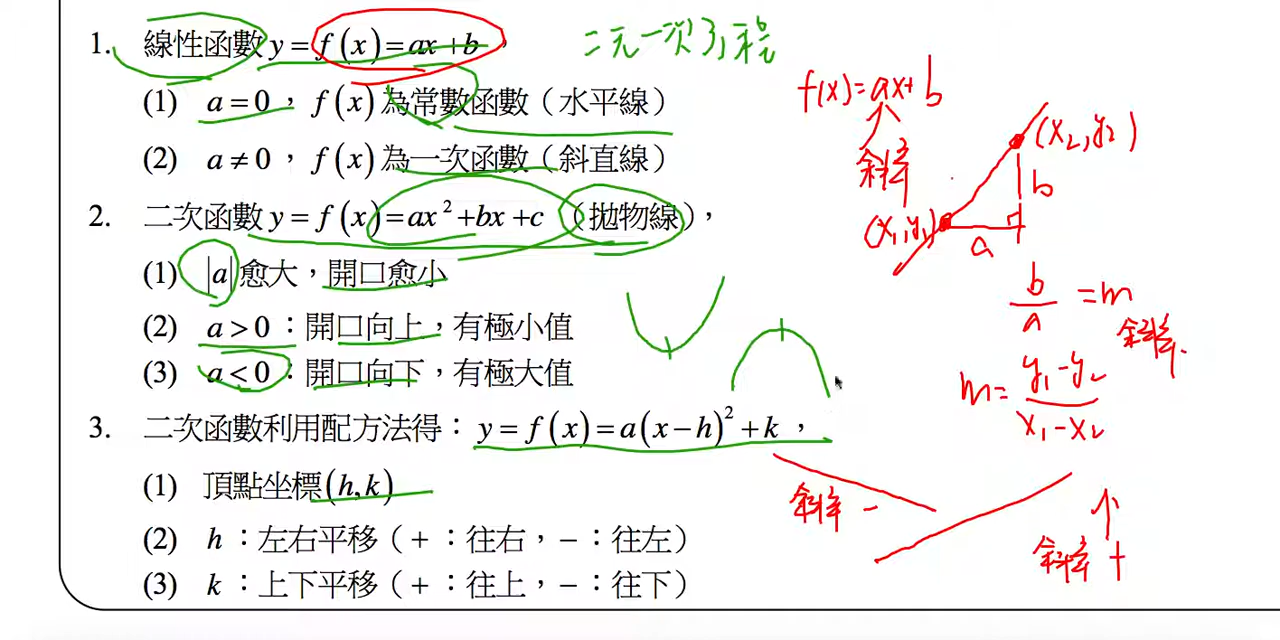 1. 線性函數 y = f(x) = ax + b，
二元一次方程
(1) a = 0，f(x) 為常數函數（水平線）
(2) a ≠ 0，f(x) 為一次函數（斜直線）
2. 二次函數 y = f(x) = ax² + bx + c （拋物線），
(1) |a| 愈大，開口愈小
(2) a > 0：開口向上，有極小值
(3) a < 0：開口向下，有極大值
3. 二次函數利用配方法得：y = f(x) = a(x − h)² + k，
(1) 頂點坐標(h, k)
(2) h：左右平移（+：往右，−：往左）
(3) k：上下平移（+：往上，−：往下）
f(x) = ax + b
斜率
(x₂, y₂)
b
(x₁, y₁)
a
b/a = m
斜率
m = y₁ − y₂ / x₁ − x₂
斜率 −
斜率 +